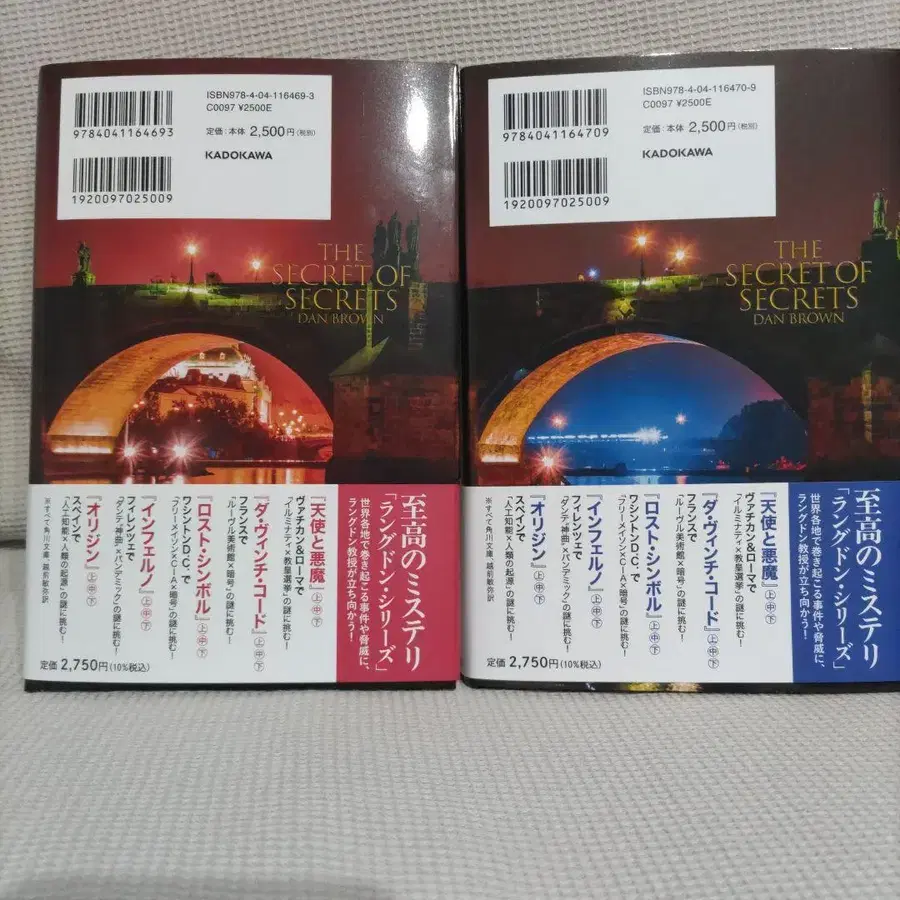 ISBN978-4-04-116469-3
C0097 ¥2500E
定価：本体 2,500円（税別）
KADOKAWA
9784041164693
1920097025009
THE
SECRET OF
SECRETS
DAN BROWN
至高のミステリ
「ラングドン・シリーズ」
世界各地で巻き起こる事件や脅威に、
ラングドン教授が立ち向かう！
『天使と悪魔』上 中 下
ヴァチカン＆ローマで
「イルミナティ×教皇選挙」の謎に挑む！
『ダ・ヴィンチ・コード』上 中 下
フランスで
「ルーヴル美術館×暗号」の謎に挑む！
『ロスト・シンボル』上 中 下
ワシントンD.C.で
「フリーメイソン×CIA×暗号」の謎に挑む！
『インフェルノ』上 中 下
フィレンツェで
「ダンテ『神曲』×パンデミック」の謎に挑む！
『オリジン』上 中 下
スペインで
「人工知能×人類の起源」の謎に挑む！
※すべて角川文庫、越前敏弥訳
定価 2,750円（10%税込）
ISBN978-4-04-116470-9
C0097 ¥2500E
定価：本体 2,500円（税別）
KADOKAWA
9784041164709
1920097025009
THE
SECRET OF
SECRETS
DAN BROWN
至高のミステリ
「ラングドン・シリーズ」
世界各地で巻き起こる事件や脅威に、
ラングドン教授が立ち向かう！
『天使と悪魔』上 中 下
ヴァチカン＆ローマで
「イルミナティ×教皇選挙」の謎に挑む！
『ダ・ヴィンチ・コード』上 中 下
フランスで
「ルーヴル美術館×暗号」の謎に挑む！
『ロスト・シンボル』上 中 下
ワシントンD.C.で
「フリーメイソン×CIA×暗号」の謎に挑む！
『インフェルノ』上 中 下
フィレンツェで
「ダンテ『神曲』×パンデミック」の謎に挑む！
『オリジン』上 中 下
スペインで
「人工知能×人類の起源」の謎に挑む！
※すべて角川文庫、越前敏弥訳
定価 2,750円（10%税込）